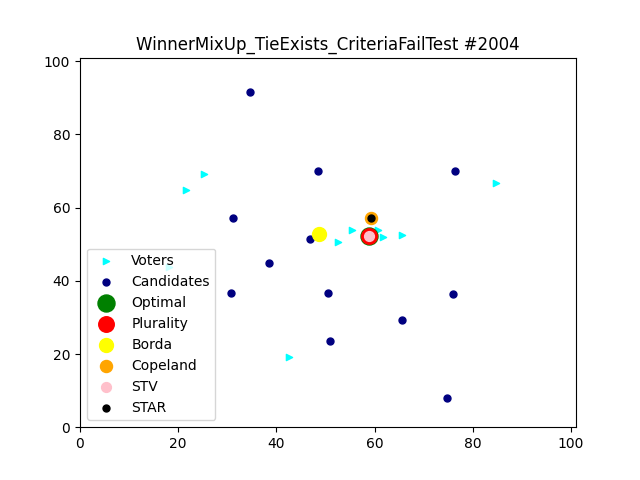 WinnerMixUp_TieExists_CriteriaFailTest #2004
100
80
60
40
20
0
Voters
Candidates
Optimal
Plurality
Borda
Copeland
STV
STAR
0 20 40 60 80 100